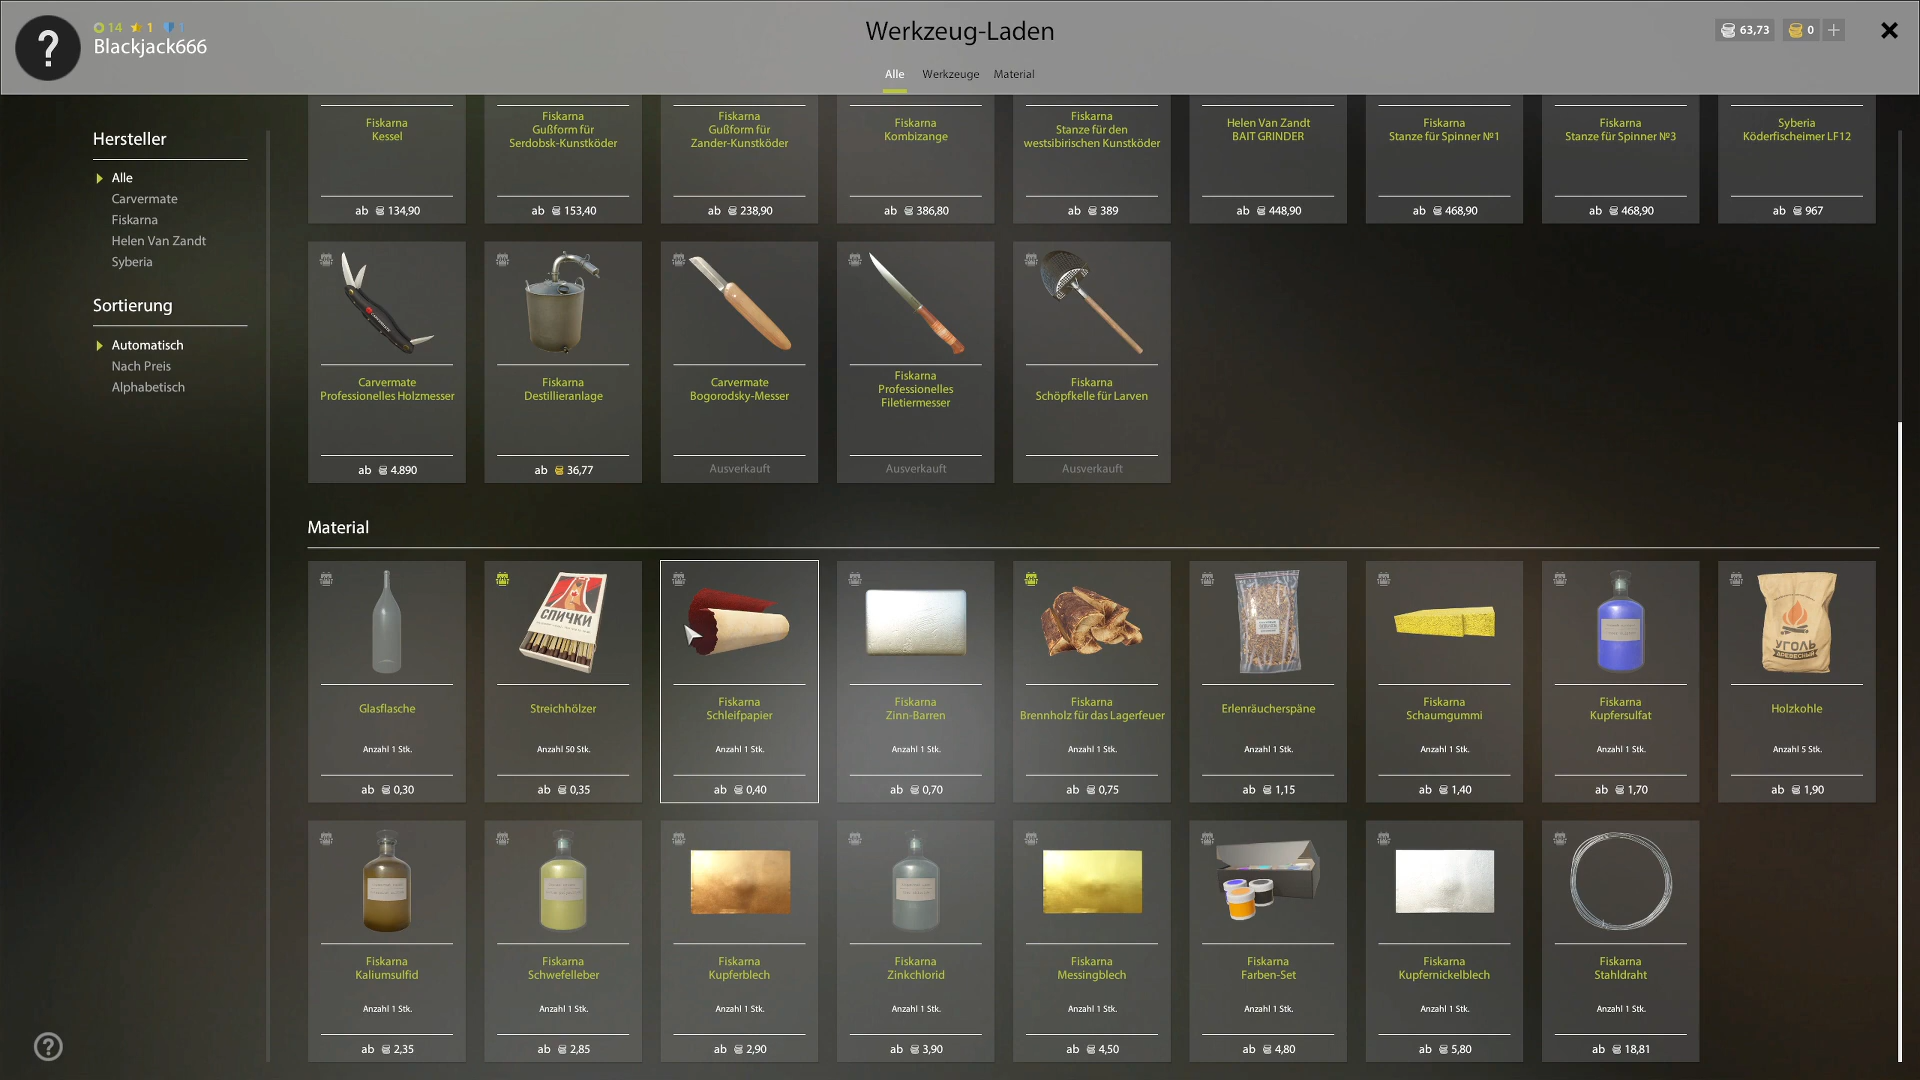 14 1 1
Blackjack666
Werkzeug-Laden
63,73 0
Alle Werkzeuge Material
Hersteller
Alle
Carvermate
Fiskarna
Helen Van Zandt
Syberia
Sortierung
Automatisch
Nach Preis
Alphabetisch
Fiskarna
Kessel
ab 134,90
Fiskarna
Gußform für
Serdobsk-Kunstköder
ab 153,40
Fiskarna
Gußform für
Zander-Kunstköder
ab 238,90
Fiskarna
Kombizange
ab 386,80
Fiskarna
Stanze für den
westsibirischen Kunstköder
ab 389
Helen Van Zandt
BAIT GRINDER
ab 448,90
Fiskarna
Stanze für Spinner №1
ab 468,90
Fiskarna
Stanze für Spinner №3
ab 468,90
Syberia
Köderfischeimer LF12
ab 967
Carvermate
Professionelles Holzmesser
ab 4.890
Fiskarna
Destillieranlage
ab 36,77
Carvermate
Bogorodsky-Messer
Ausverkauft
Fiskarna
Professionelles
Filetiermesser
Ausverkauft
Fiskarna
Schöpfkelle für Larven
Ausverkauft
Material
Glasflasche
Anzahl 1 Stk.
ab 0,30
СПИЧКИ
Streichhölzer
Anzahl 50 Stk.
ab 0,35
Fiskarna
Schleifpapier
Anzahl 1 Stk.
ab 0,40
Fiskarna
Zinn-Barren
Anzahl 1 Stk.
ab 0,70
Fiskarna
Brennholz für das Lagerfeuer
Anzahl 1 Stk.
ab 0,75
Erlenräucherspäne
Anzahl 1 Stk.
ab 1,15
Fiskarna
Schaumgummi
Anzahl 1 Stk.
ab 1,40
Fiskarna
Kupfersulfat
Anzahl 1 Stk.
ab 1,70
УГОЛЬ
ДРЕВЕСНЫЙ
Holzkohle
Anzahl 5 Stk.
ab 1,90
Fiskarna
Kaliumsulfid
Anzahl 1 Stk.
ab 2,35
Fiskarna
Schwefelleber
Anzahl 1 Stk.
ab 2,85
Fiskarna
Kupferblech
Anzahl 1 Stk.
ab 2,90
Fiskarna
Zinkchlorid
Anzahl 1 Stk.
ab 3,90
Fiskarna
Messingblech
Anzahl 1 Stk.
ab 4,50
Fiskarna
Farben-Set
Anzahl 1 Stk.
ab 4,80
Fiskarna
Kupfernickelblech
Anzahl 1 Stk.
ab 5,80
Fiskarna
Stahldraht
Anzahl 1 Stk.
ab 18,81